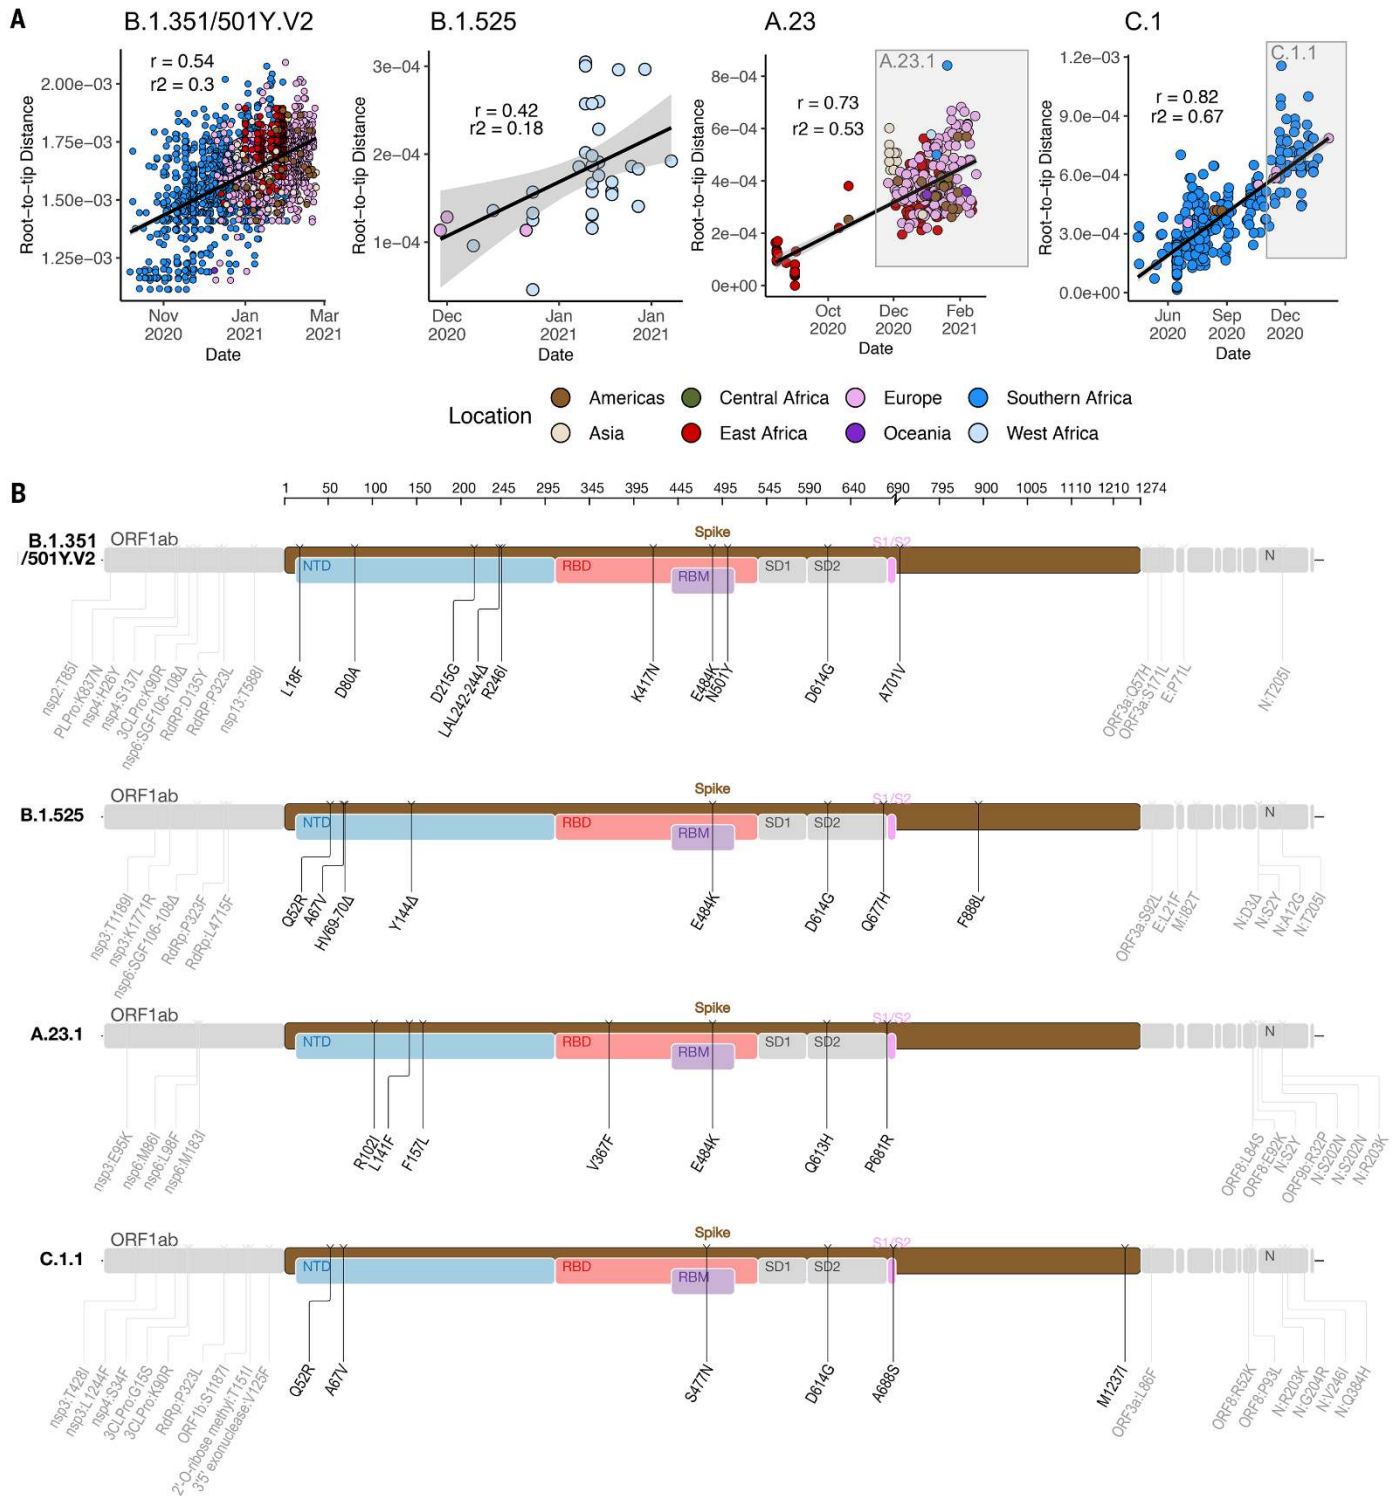 A
B.1.351/501Y.V2
B.1.525
A.23
C.1
r = 0.54
r2 = 0.3
2.00e−03
1.75e−03
1.50e−03
1.25e−03
Root−to−tip Distance
Nov 2020
Jan 2021
Mar 2021
Date
r = 0.42
r2 = 0.18
3e−04
2e−04
1e−04
Root−to−tip Distance
Dec 2020
Jan 2021
Jan 2021
Date
A.23.1
r = 0.73
r2 = 0.53
8e−04
6e−04
4e−04
2e−04
0e+00
Root−to−tip Distance
Oct 2020
Dec 2020
Feb 2021
Date
C.1.1
r = 0.82
r2 = 0.67
1.2e−03
9.0e−04
6.0e−04
3.0e−04
0.0e+00
Root−to−tip Distance
Jun 2020
Sep 2020
Dec 2020
Date
Location
Americas
Central Africa
Europe
Southern Africa
Asia
East Africa
Oceania
West Africa
B
1 50 100 150 200 245 295 345 395 445 495 545 590 640 690 795 900 1005 1110 1210 1274
B.1.351
/501Y.V2
ORF1ab
Spike
S1/S2
NTD
RBD
RBM
SD1
SD2
N
nsp2:T85I
PLPro:K837N
nsp4:H26Y
nsp4:S137L
3CLPro:K90R
nsp6:SGF106-108Δ
RdRP-D135Y
RdRP:P323L
nsp13:T588I
L18F
D80A
D215G
LAL242-244Δ
R246I
K417N
E484K
N501Y
D614G
A701V
ORF3a:Q57H
ORF3a:S171L
E:P71L
N:T205I
B.1.525
ORF1ab
Spike
S1/S2
NTD
RBD
RBM
SD1
SD2
N
nsp3:T1189I
nsp3:K1771R
nsp6:SGF106-108Δ
RdRp:P323F
RdRp:L4715F
Q52R
A67V
HV69-70Δ
Y144Δ
E484K
D614G
Q677H
F888L
ORF3a:S92L
E:L21F
M:I82T
N:D3Δ
N:S2Y
N:A12G
N:T205I
A.23.1
ORF1ab
Spike
S1/S2
NTD
RBD
RBM
SD1
SD2
N
nsp3:E95K
nsp6:M86I
nsp6:L98F
nsp6:M183I
R102I
L141F
F157L
V367F
E484K
Q613H
P681R
ORF8:L84S
ORF8:E92K
N:S2Y
ORF9b:R32P
N:S202N
N:S202N
N:R203K
C.1.1
ORF1ab
Spike
S1/S2
NTD
RBD
RBM
SD1
SD2
N
nsp3:T428I
nsp3:L1244F
nsp4:S34F
3CLPro:G15S
3CLPro:K90R
RdRp:P323L
ORF1b:S1187I
2'-O-ribose methyl:T151I
3'5' exonuclease:V125F
Q52R
A67V
S477N
D614G
A688S
M1237I
ORF3a:L86F
ORF8:R52K
ORF8:P93L
N:R203K
N:G204R
N:V246I
N:Q384H